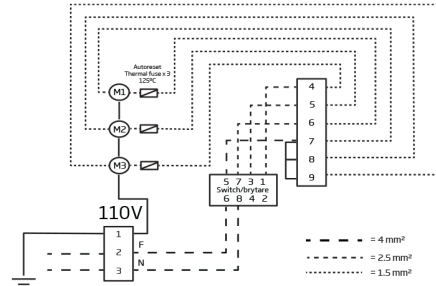 Autoreset
Thermal fuse x 3
125ºC
M1
M2
M3
4
5
6
7
8
9
5 7 3 1
Switch/brytare
6 8 4 2
110V
1
2
3
F
N
= 4 mm²
= 2.5 mm²
= 1.5 mm²